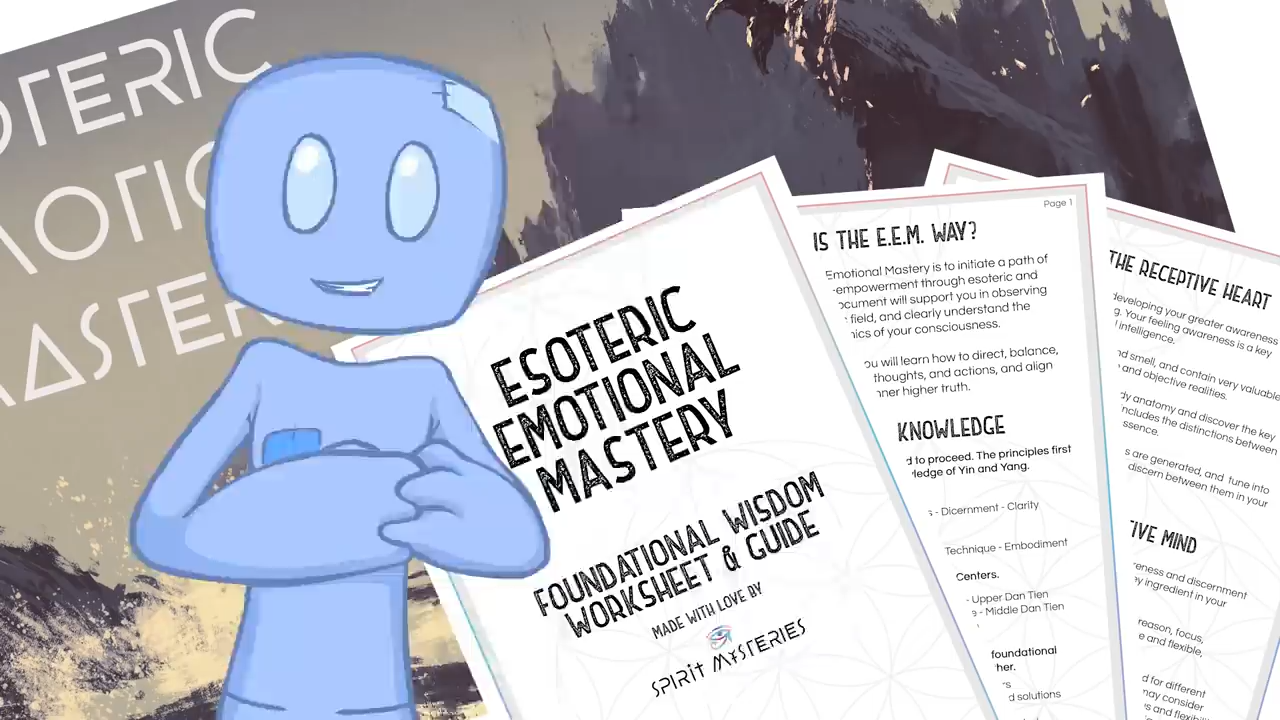 OTERIC
ESOTERIC
EMOTIONAL
MASTERY
FOUNDATIONAL WISDOM
WORKSHEET & GUIDE
MADE WITH LOVE BY
SPIRIT MYSTERIES
Page 1
IS THE E.E.M. WAY?
Emotional Mastery is to initiate a path of
-empowerment through esoteric and
ocument will support you in observing
field, and clearly understand the
nics of your consciousness.
ou will learn how to direct, balance,
thoughts, and actions, and align
nner higher truth.
KNOWLEDGE
d to proceed. The principles first
ledge of Yin and Yang.
s - Dicernment - Clarity
Technique - Embodiment
Centers.
- Upper Dan Tien
e - Middle Dan Tien
foundational
her.
rs
d solutions
THE RECEPTIVE HEART
developing your greater awareness
g. Your feeling awareness is a key
intelligence.
nd smell, and contain very valuable
and objective realities.
dy anatomy and discover the key
includes the distinctions between
ssence.
s are generated, and tune into
discern between them in your
TIVE MIND
reness and discernment
ey ingredient in your
reason, focus,
e and flexible,
d for different
may consider
s and flexibil